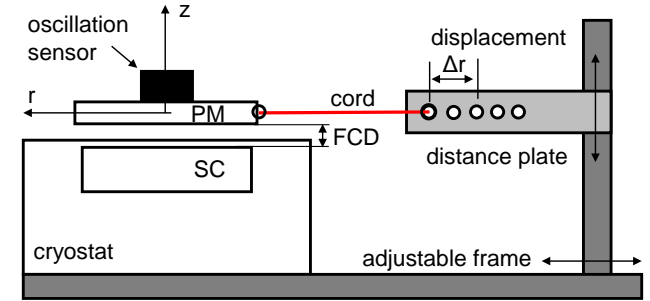 z
oscillation
sensor
displacement
Δr
r
PM
cord
FCD
distance plate
SC
cryostat
adjustable frame